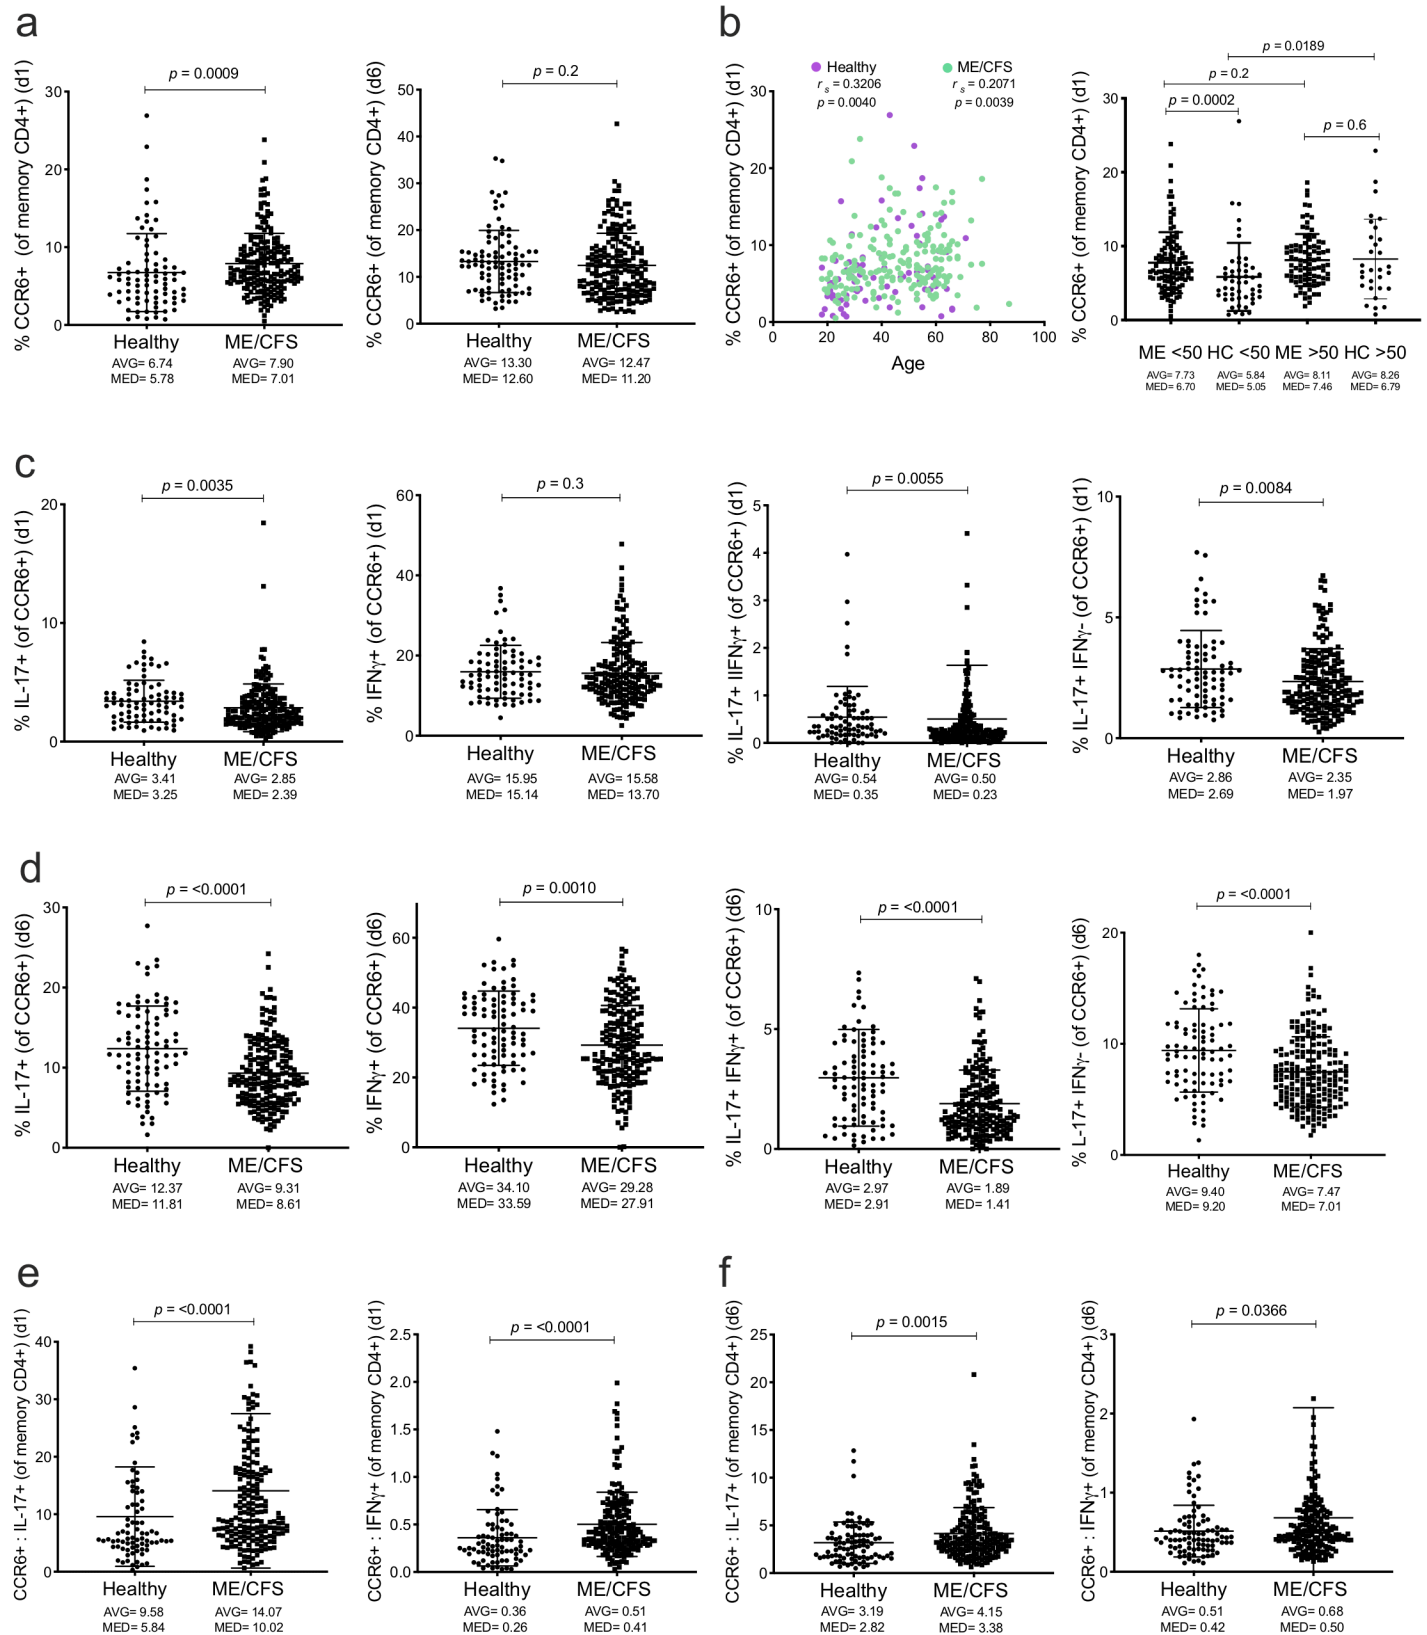 a
% CCR6+ (of memory CD4+) (d1)
p = 0.0009
30
20
10
0
Healthy ME/CFS
AVG= 6.74 AVG= 7.90
MED= 5.78 MED= 7.01
% CCR6+ (of memory CD4+) (d6)
p = 0.2
50
40
30
20
10
0
Healthy ME/CFS
AVG= 13.30 AVG= 12.47
MED= 12.60 MED= 11.20
b
% CCR6+ (of memory CD4+) (d1)
Healthy ME/CFS
r s = 0.3206 r s = 0.2071
p = 0.0040 p = 0.0039
30
20
10
0
0 20 40 60 80 100
Age
% CCR6+ (of memory CD4+) (d1)
p = 0.0189
p = 0.2
p = 0.0002
p = 0.6
30
20
10
0
ME <50 HC <50 ME >50 HC >50
AVG= 7.73 AVG= 5.84 AVG= 8.11 AVG= 8.26
MED= 6.70 MED= 5.05 MED= 7.46 MED= 6.79
c
% IL-17+ (of CCR6+) (d1)
p = 0.0035
20
10
0
Healthy ME/CFS
AVG= 3.41 AVG= 2.85
MED= 3.25 MED= 2.39
% IFNγ+ (of CCR6+) (d1)
p = 0.3
60
40
20
0
Healthy ME/CFS
AVG= 15.95 AVG= 15.58
MED= 15.14 MED= 13.70
% IL-17+ IIFNγ+ (of CCR6+) (d1)
p = 0.0055
5
4
3
2
1
0
Healthy ME/CFS
AVG= 0.54 AVG= 0.50
MED= 0.35 MED= 0.23
% IL-17+ IIFNγ- (of CCR6+) (d1)
p = 0.0084
10
5
0
Healthy ME/CFS
AVG= 2.86 AVG= 2.35
MED= 2.69 MED= 1.97
d
% IL-17+ (of CCR6+) (d6)
p = <0.0001
30
20
10
0
Healthy ME/CFS
AVG= 12.37 AVG= 9.31
MED= 11.81 MED= 8.61
% IFNγ+ (of CCR6+) (d6)
p = 0.0010
60
40
20
0
Healthy ME/CFS
AVG= 34.10 AVG= 29.28
MED= 33.59 MED= 27.91
% IL-17+ IFNγ+ (of CCR6+) (d6)
p = <0.0001
10
5
0
Healthy ME/CFS
AVG= 2.97 AVG= 1.89
MED= 2.91 MED= 1.41
% L-17+ IFNγ- (of CCR6+) (d6)
p = <0.0001
20
10
0
Healthy ME/CFS
AVG= 9.40 AVG= 7.47
MED= 9.20 MED= 7.01
e
CCR6+ : IL-17+ (of memory CD4+) (d1)
p = <0.0001
40
30
20
10
0
Healthy ME/CFS
AVG= 9.58 AVG= 14.07
MED= 5.84 MED= 10.02
CCR6+ : IFNγ+ (of memory CD4+) (d1)
p = <0.0001
2.5
2.0
1.5
1.0
0.5
0.0
Healthy ME/CFS
AVG= 0.36 AVG= 0.51
MED= 0.26 MED= 0.41
f
CCR6+ : IL-17+ (of memory CD4+) (d6)
p = 0.0015
25
20
15
10
5
0
Healthy ME/CFS
AVG= 3.19 AVG= 4.15
MED= 2.82 MED= 3.38
CCR6+ : IFNγ+ (of memory CD4+) (d6)
p = 0.0366
3
2
1
0
Healthy ME/CFS
AVG= 0.51 AVG= 0.68
MED= 0.42 MED= 0.50